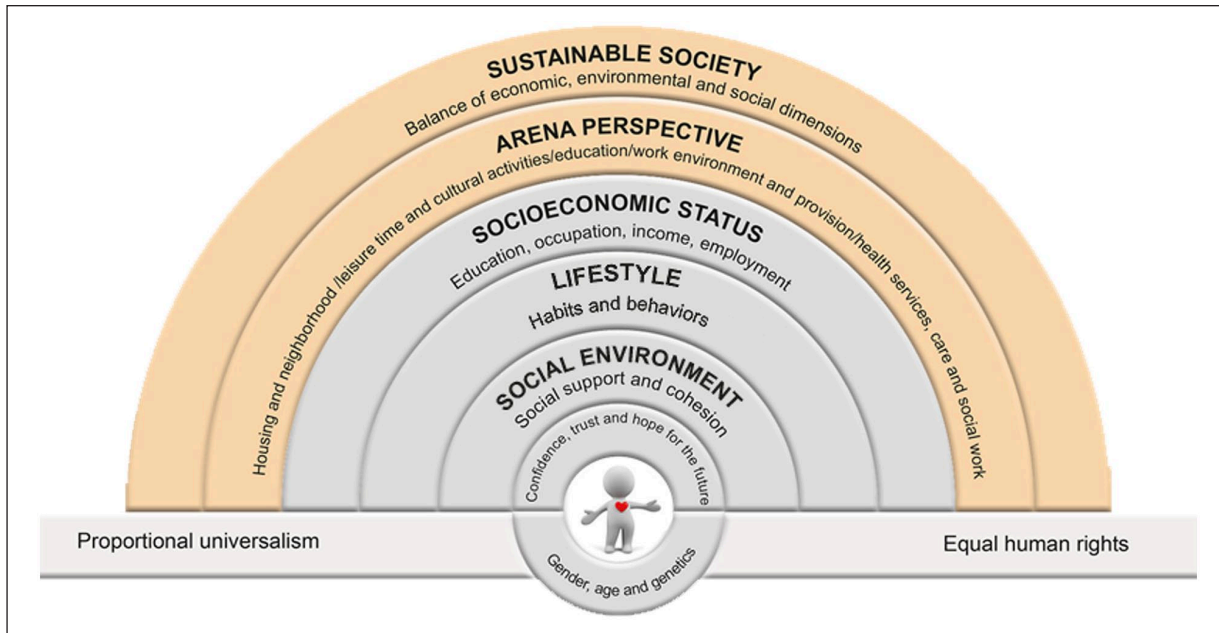 SUSTAINABLE SOCIETY
Balance of economic, environmental and social dimensions
ARENA PERSPECTIVE
Housing and neighborhood /leisure time and cultural activities/education/work environment and provision/health services, care and social work
SOCIOECONOMIC STATUS
Education, occupation, income, employment
LIFESTYLE
Habits and behaviors
SOCIAL ENVIRONMENT
Social support and cohesion
Confidence, trust and hope for the future
Proportional universalism
Equal human rights
Gender, age and genetics